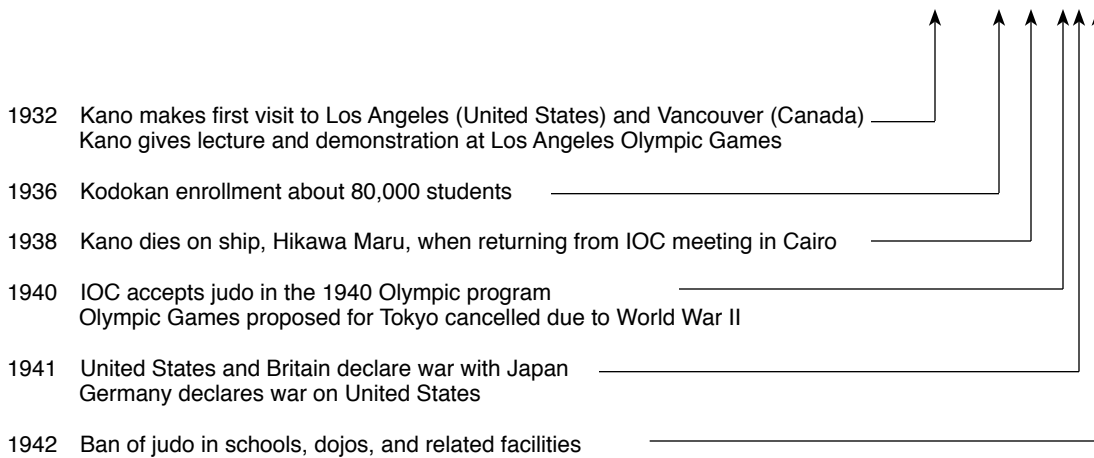 1932 Kano makes first visit to Los Angeles (United States) and Vancouver (Canada)
Kano gives lecture and demonstration at Los Angeles Olympic Games
1936 Kodokan enrollment about 80,000 students
1938 Kano dies on ship, Hikawa Maru, when returning from IOC meeting in Cairo
1940 IOC accepts judo in the 1940 Olympic program
Olympic Games proposed for Tokyo cancelled due to World War II
1941 United States and Britain declare war with Japan
Germany declares war on United States
1942 Ban of judo in schools, dojos, and related facilities